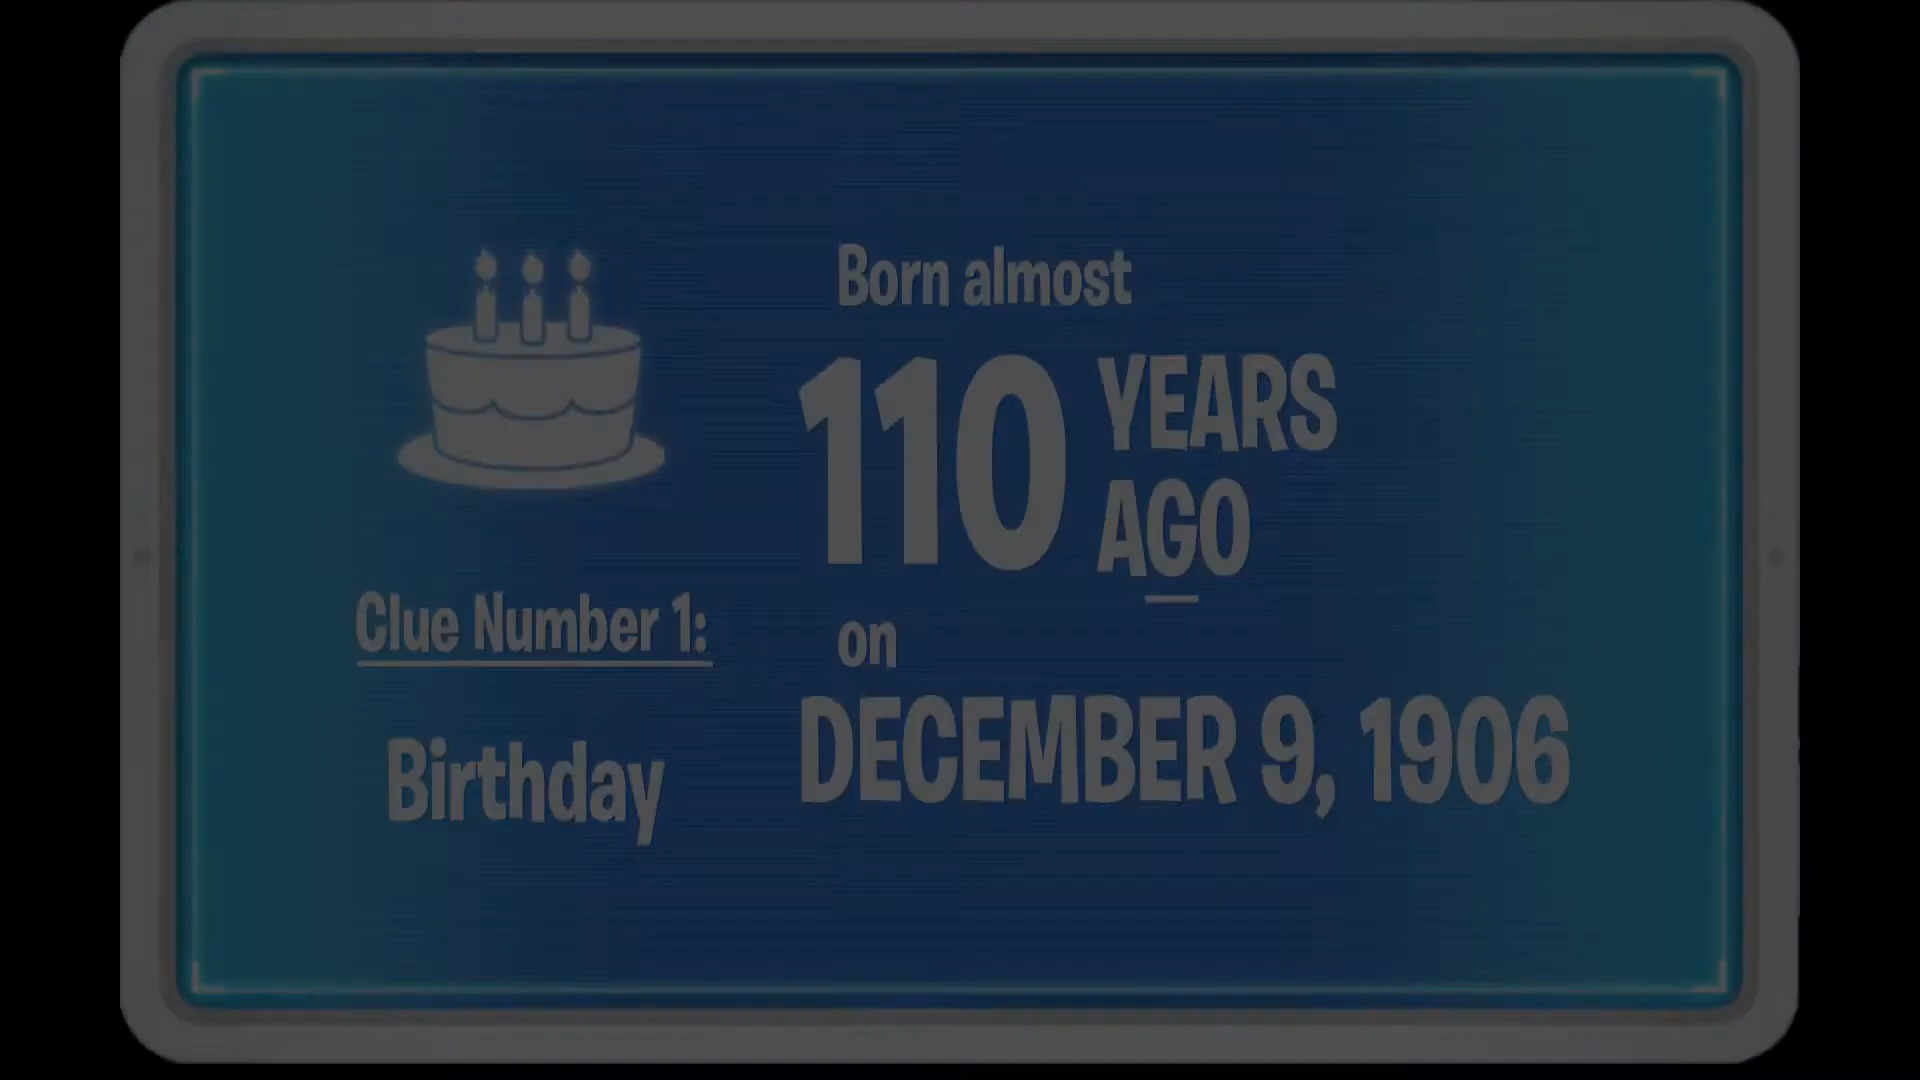 Clue Number 1:
Birthday
Born almost
110 YEARS
AGO
on
DECEMBER 9, 1906